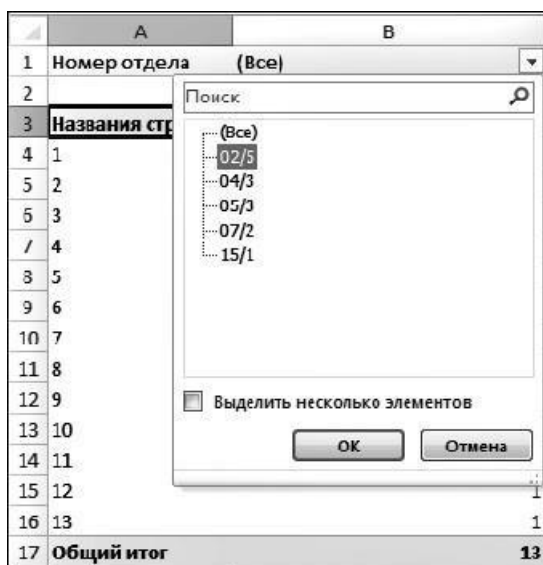 A B
1 Номер отдела (Все)
2
Поиск
3 Названия стр
(Все)
4 1
02/5
5 2
04/3
6 3
05/3
7 4
07/2
8 5
15/1
9 6
10 7
11 8
12 9
Выделить несколько элементов
13 10
ОК Отмена
14 11
15 12 1
16 13 1
17 Общий итог 13